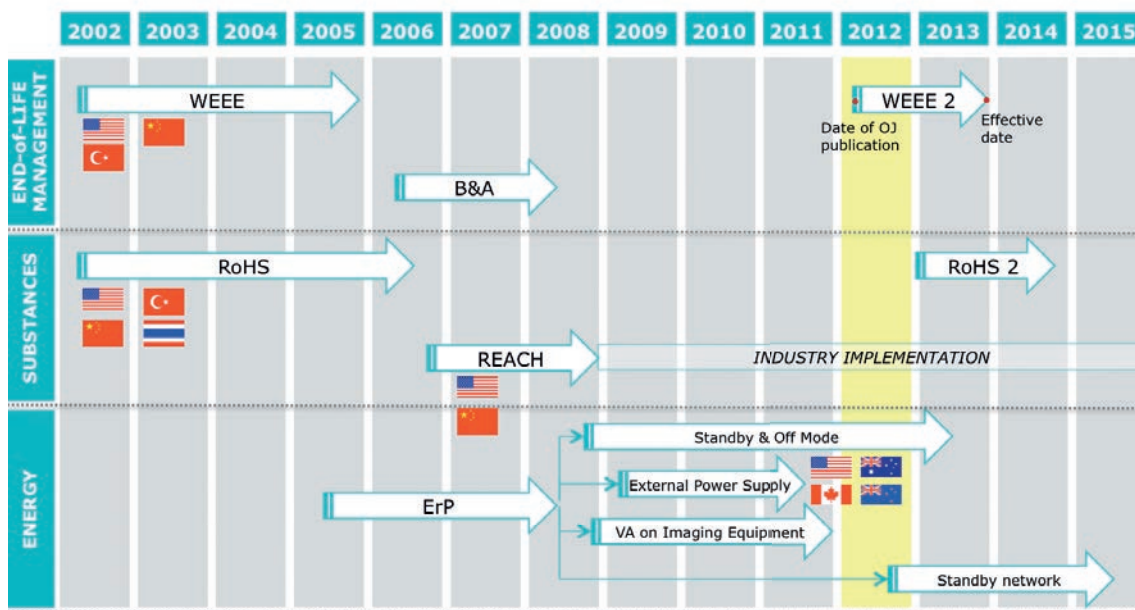 2002 2003 2004 2005 2006 2007 2008 2009 2010 2011 2012 2013 2014 2015
END-of-LIFE
MANAGEMENT
WEEE
WEEE 2
Date of OJ
publication
Effective
date
B&A
SUBSTANCES
RoHS
RoHS 2
REACH
INDUSTRY IMPLEMENTATION
ENERGY
Standby & Off Mode
External Power Supply
ErP
VA on Imaging Equipment
Standby network